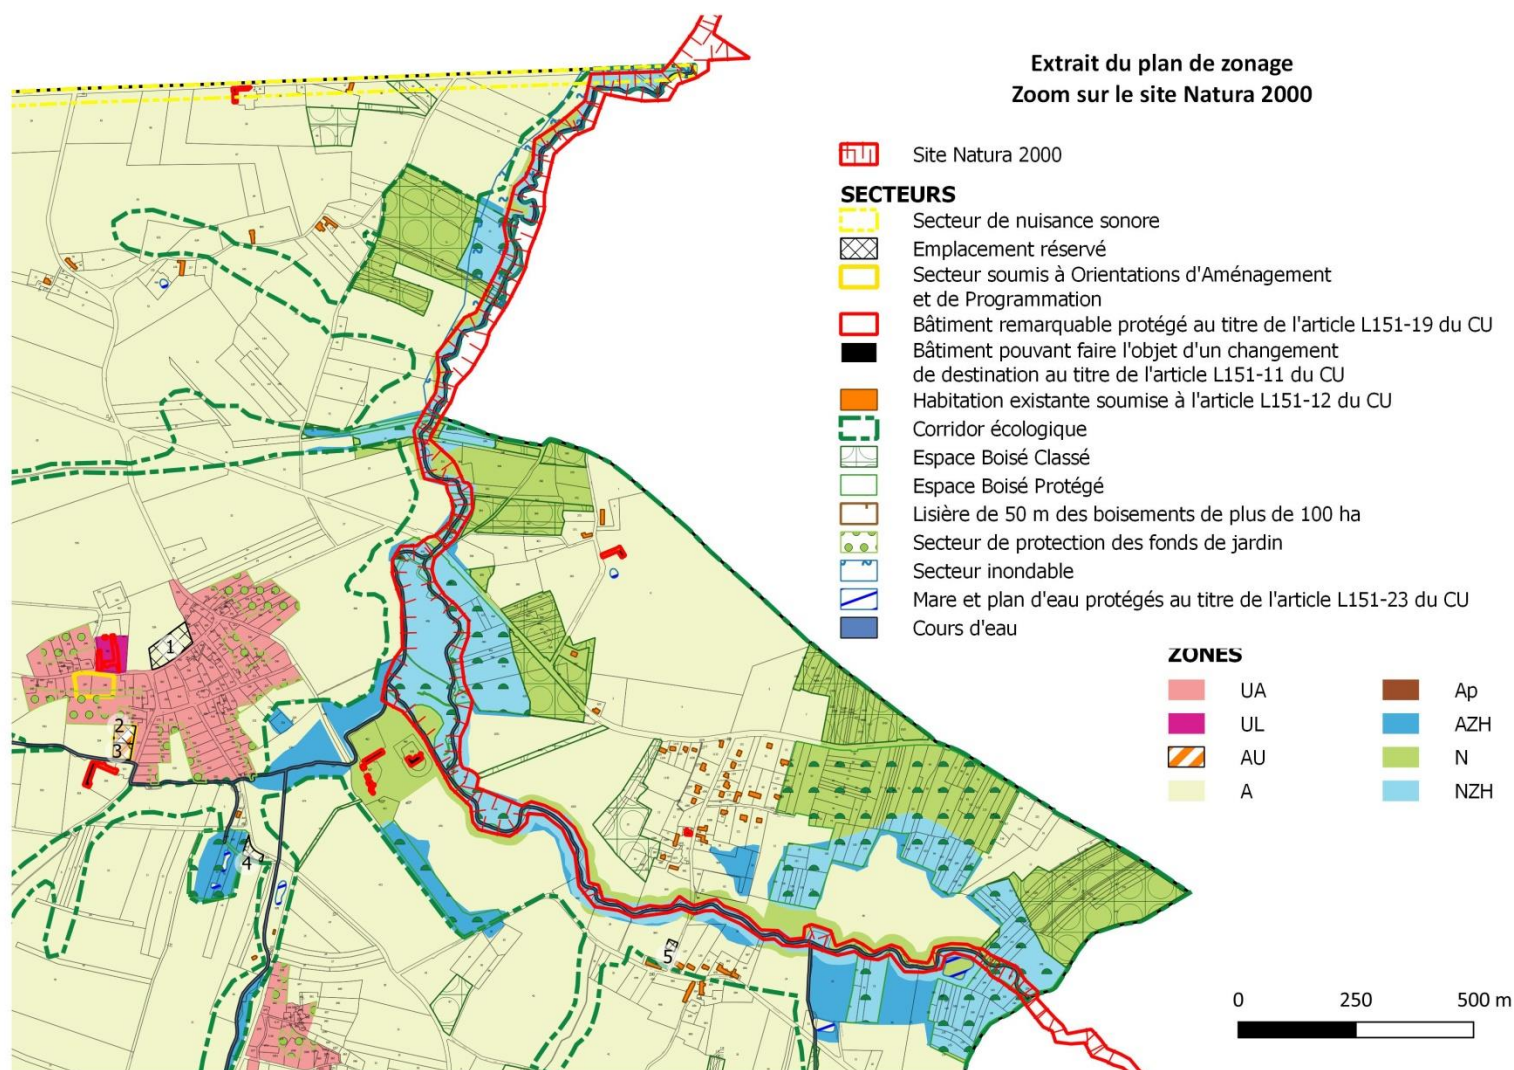 Extrait du plan de zonage
Zoom sur le site Natura 2000
Site Natura 2000
SECTEURS
Secteur de nuisance sonore
Emplacement réservé
Secteur soumis à Orientations d'Aménagement
et de Programmation
Bâtiment remarquable protégé au titre de l'article L151-19 du CU
Bâtiment pouvant faire l'objet d'un changement
de destination au titre de l'article L151-11 du CU
Habitation existante soumise à l'article L151-12 du CU
Corridor écologique
Espace Boisé Classé
Espace Boisé Protégé
Lisière de 50 m des boisements de plus de 100 ha
Secteur de protection des fonds de jardin
Secteur inondable
Mare et plan d'eau protégés au titre de l'article L151-23 du CU
Cours d'eau
ZONES
UA
Ap
UL
AZH
AU
N
A
NZH
1
2
3
4
5
0 250 500 m